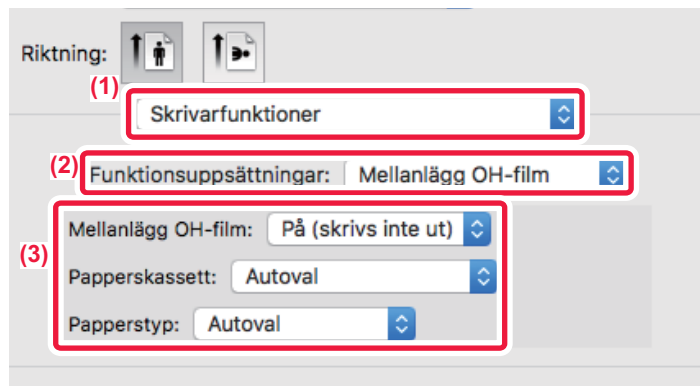 Riktning:
(1)
Skrivarfunktioner
(2) Funktionsuppsättningar: Mellanlägg OH-film
Mellanlägg OH-film: På (skrivs inte ut)
(3)
Papperskassett: Autoval
Papperstyp: Autoval